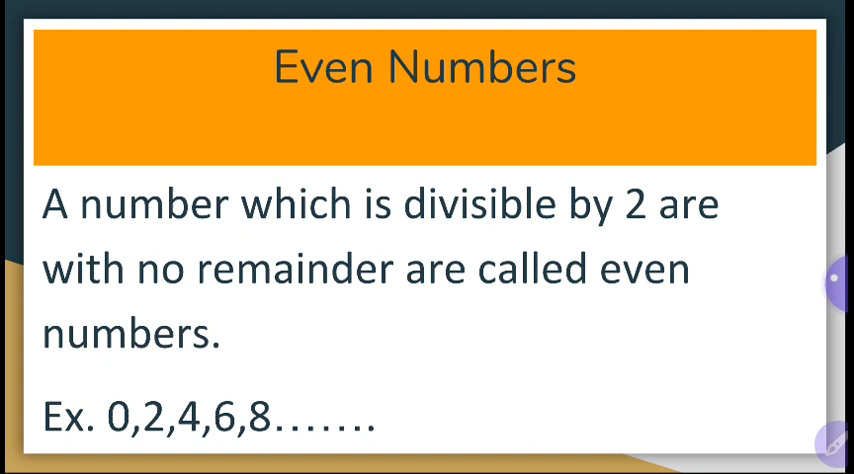 Even Numbers
A number which is divisible by 2 are
with no remainder are called even
numbers.
Ex. 0,2,4,6,8.......